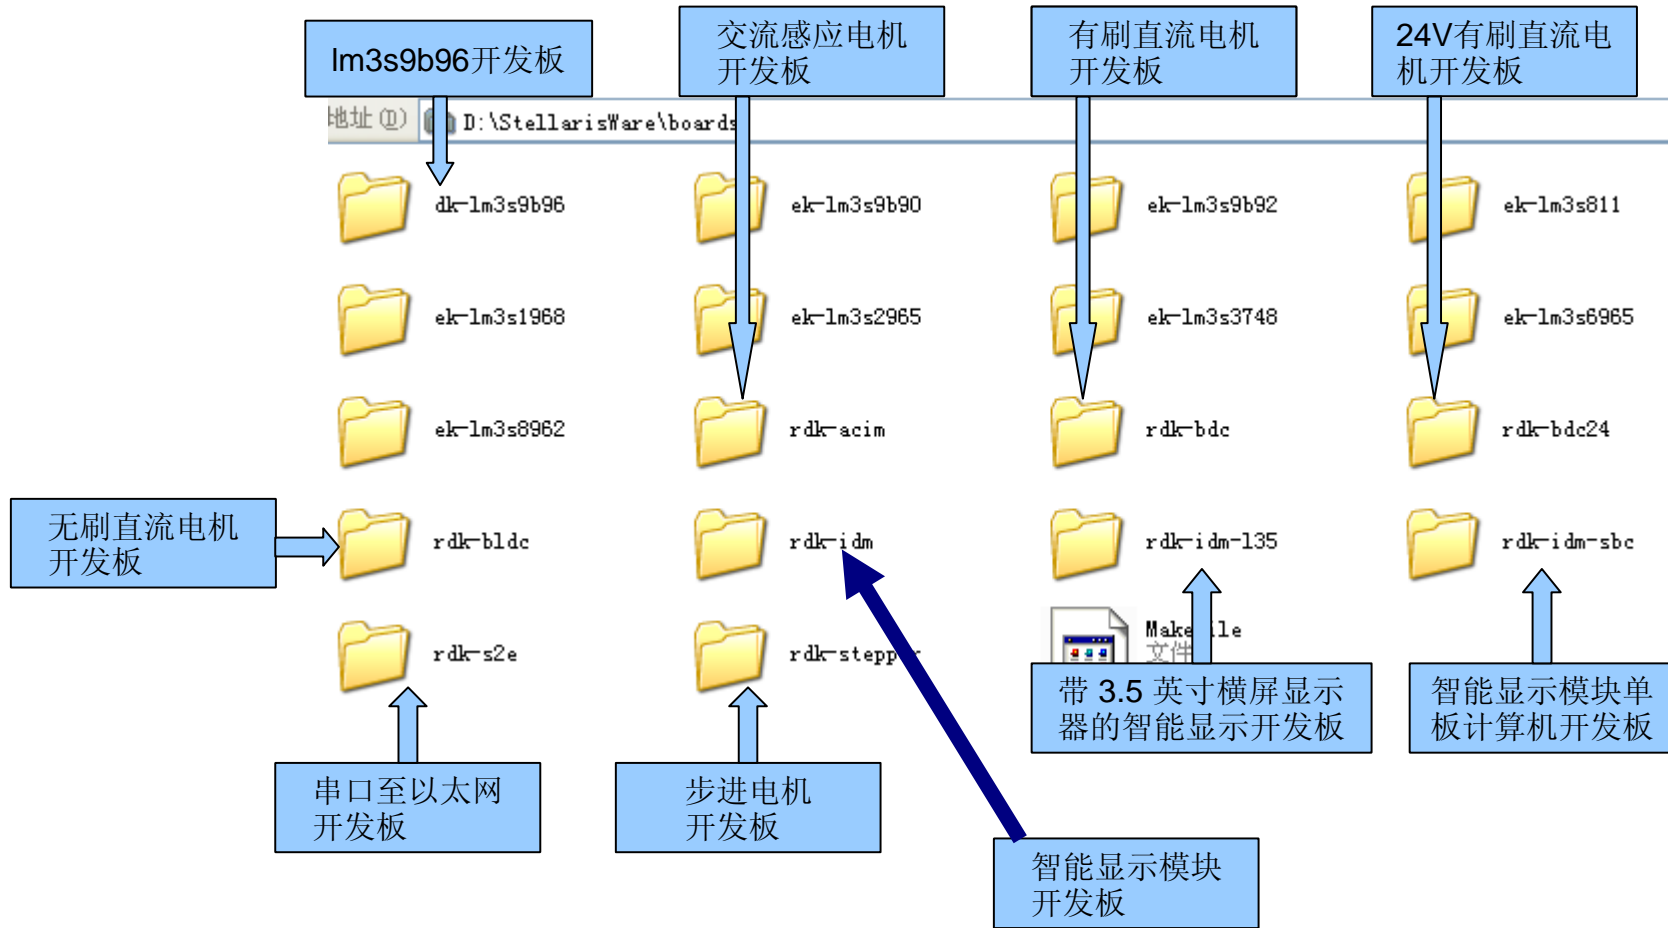 lm3s9b96开发板
交流感应电机
开发板
有刷直流电机
开发板
24V有刷直流电
机开发板
地址(D) D:\StellarisWare\boards
dk-lm3s9b96
ek-lm3s9b90
ek-lm3s9b92
ek-lm3s811
ek-lm3s1968
ek-lm3s2965
ek-lm3s3748
ek-lm3s6965
ek-lm3s8962
rdk-acim
rdk-bdc
rdk-bdc24
无刷直流电机
开发板
rdk-bldc
rdk-idm
rdk-idm-l35
rdk-idm-sbc
rdk-s2e
rdk-stepper
Makefile
文件
带 3.5 英寸横屏显示
器的智能显示开发板
智能显示模块单
板计算机开发板
串口至以太网
开发板
步进电机
开发板
智能显示模块
开发板